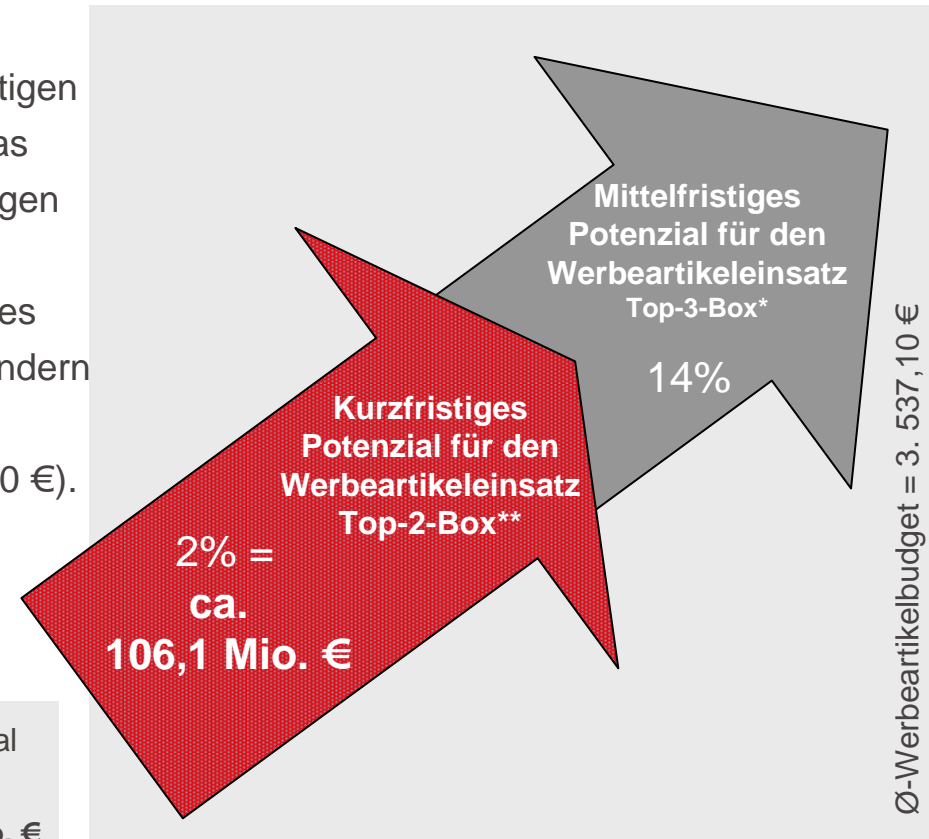 tigen
as
gen
es
ndern
0 €).
Mittelfristiges
Potenzial für den
Werbeartikeleinsatz
Top-3-Box*
14%
Kurzfristiges
Potenzial für den
Werbeartikeleinsatz
Top-2-Box**
2% =
ca.
106,1 Mio. €
Ø-Werbeartikelbudget = 3. 537,10 €
al
. €